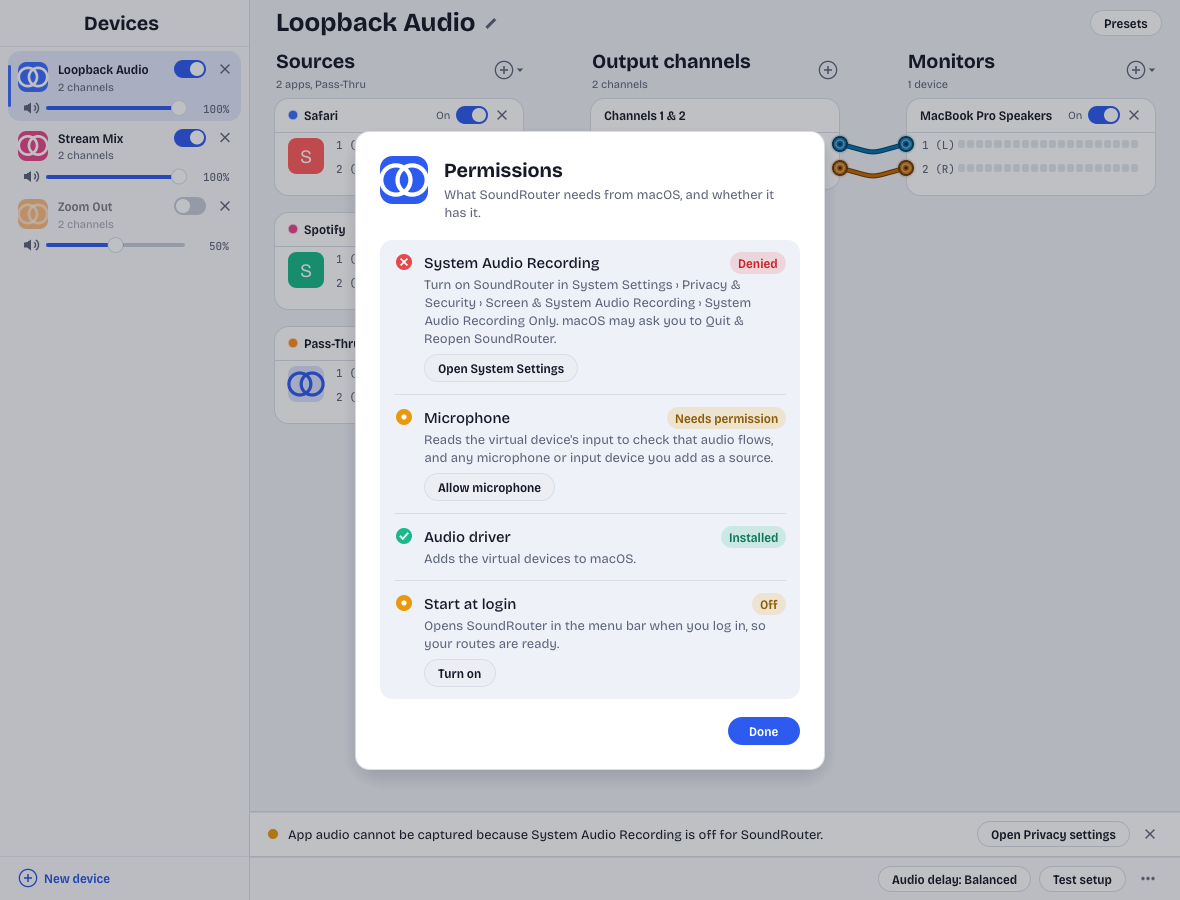 Devices
Loopback Audio
2 channels
100%
Stream Mix
2 channels
100%
Zoom Out
2 channels
50%
New device
Loopback Audio
Presets
Sources
2 apps, Pass-Thru
Output channels
2 channels
Monitors
1 device
Safari
On
S
1 (
2 (
Spotify
S
1 (
2 (
Pass-Thru
1 (
2 (
Channels 1 & 2
MacBook Pro Speakers
On
1 (L)
2 (R)
Permissions
What SoundRouter needs from macOS, and whether it
has it.
System Audio Recording
Denied
Turn on SoundRouter in System Settings › Privacy &
Security › Screen & System Audio Recording › System
Audio Recording Only. macOS may ask you to Quit &
Reopen SoundRouter.
Open System Settings
Microphone
Needs permission
Reads the virtual device's input to check that audio flows,
and any microphone or input device you add as a source.
Allow microphone
Audio driver
Installed
Adds the virtual devices to macOS.
Start at login
Off
Opens SoundRouter in the menu bar when you log in, so
your routes are ready.
Turn on
Done
App audio cannot be captured because System Audio Recording is off for SoundRouter.
Open Privacy settings
Audio delay: Balanced
Test setup